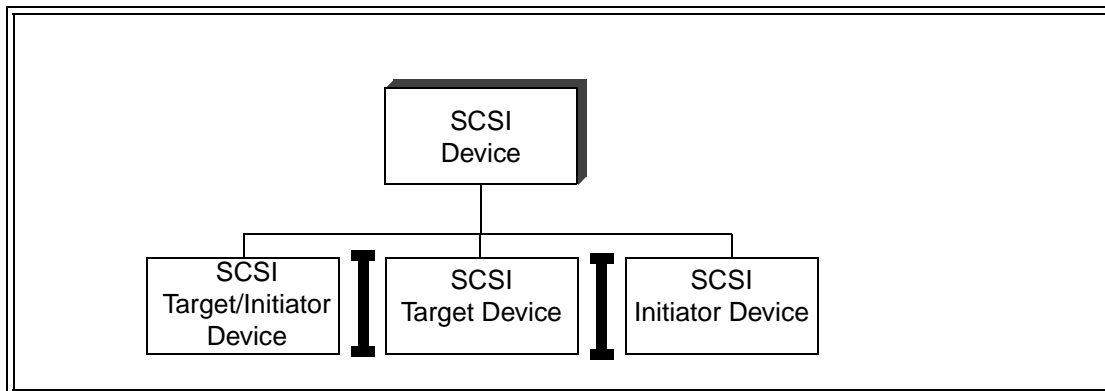 SCSI
Device
SCSI
Target/Initiator
Device
SCSI
Target Device
SCSI
Initiator Device